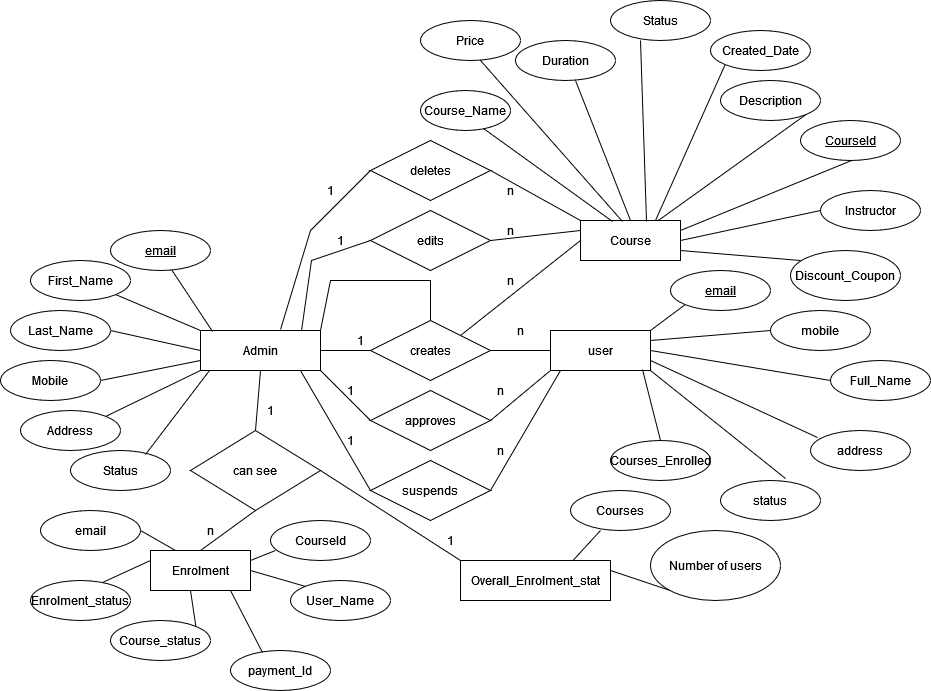 Status
Price
Created_Date
Duration
Description
Course_Name
CourseId
deletes
1
n
Instructor
n
edits
1
Course
email
Discount_Coupon
First_Name
n
email
Last_Name
n
mobile
1
Admin
creates
user
Mobile
Full_Name
1
n
1
approves
Address
1
n
address
Courses_Enrolled
Status
can see
suspends
status
Courses
email
n
CourseId
1
Number of users
Enrolment
Overall_Enrolment_stat
Enrolment_status
User_Name
Course_status
payment_Id